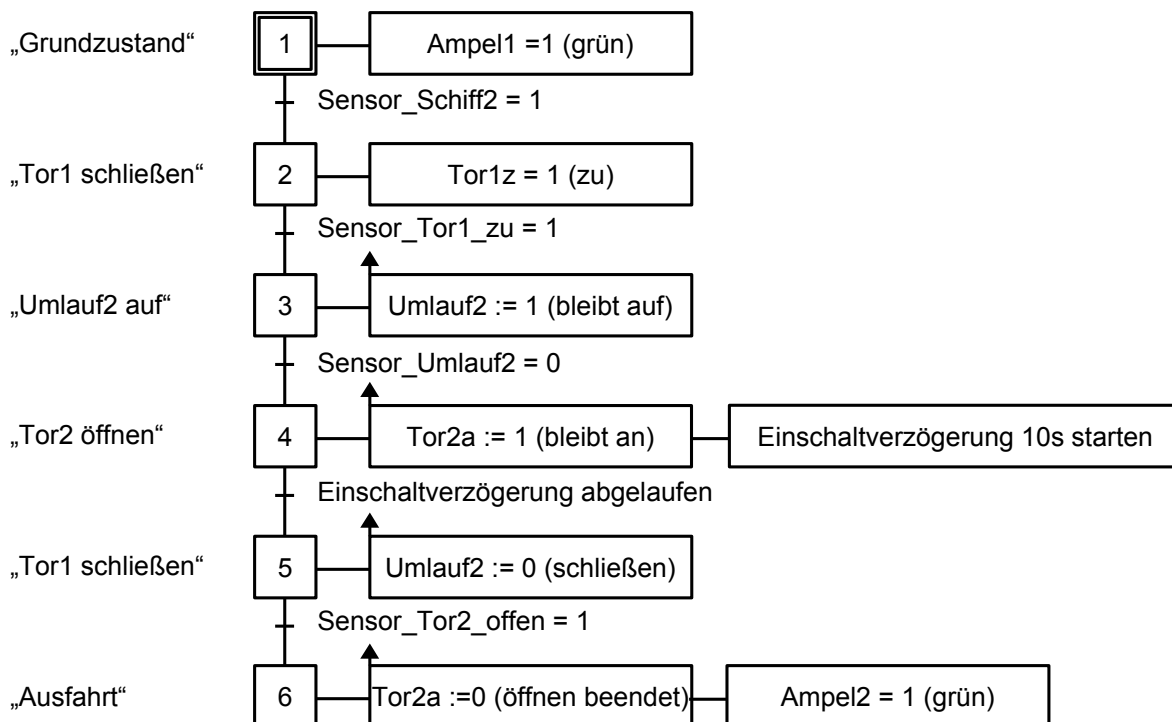 „Grundzustand“ 1 Ampel1 =1 (grün)
Sensor_Schiff2 = 1
„Tor1 schließen“ 2 Tor1z = 1 (zu)
Sensor_Tor1_zu = 1
„Umlauf2 auf“ 3 Umlauf2 := 1 (bleibt auf)
Sensor_Umlauf2 = 0
„Tor2 öffnen“ 4 Tor2a := 1 (bleibt an) Einschaltverzögerung 10s starten
Einschaltverzögerung abgelaufen
„Tor1 schließen“ 5 Umlauf2 := 0 (schließen)
Sensor_Tor2_offen = 1
„Ausfahrt“ 6 Tor2a :=0 (öffnen beendet) Ampel2 = 1 (grün)